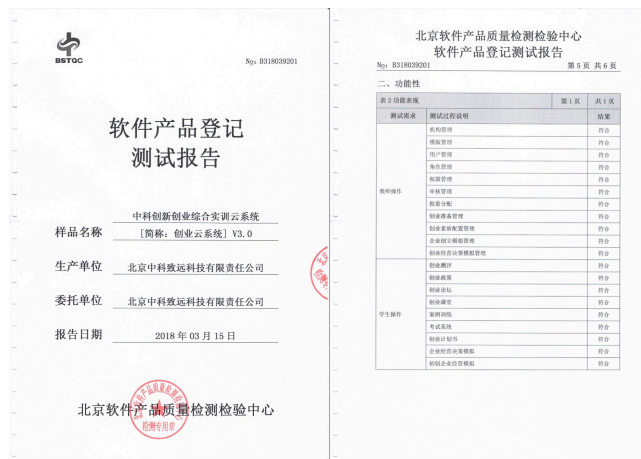 BSTQC
№: B318039201
软件产品登记
测试报告
中科创新创业综合实训云系统
样品名称 [简称：创业云系统] V3.0
生产单位 北京中科致远科技有限责任公司
委托单位 北京中科致远科技有限责任公司
报告日期 2018 年 03 月 15 日
北京软件产品质量检测检验中心
检测专用章
北京软件产品质量检测检验中心
软件产品登记测试报告
№: B318039201 第 5 页 共 6 页
二、功能性
表 2 功能表现 第 1 页 共 1 页
测试需求 测试过程说明 结果
教师操作
机构管理 符合
模版管理 符合
用户管理 符合
角色管理 符合
权限管理 符合
审核管理 符合
批量分配 符合
创业准备管理 符合
创业素质配置管理 符合
企业创立模拟管理 符合
创业经营决策模拟管理 符合
学生操作
创业测评 符合
创业政策 符合
创业论坛 符合
创业课堂 符合
案例训练 符合
考试系统 符合
创业计划书 符合
企业经营决策模拟 符合
初创企业经营模拟 符合